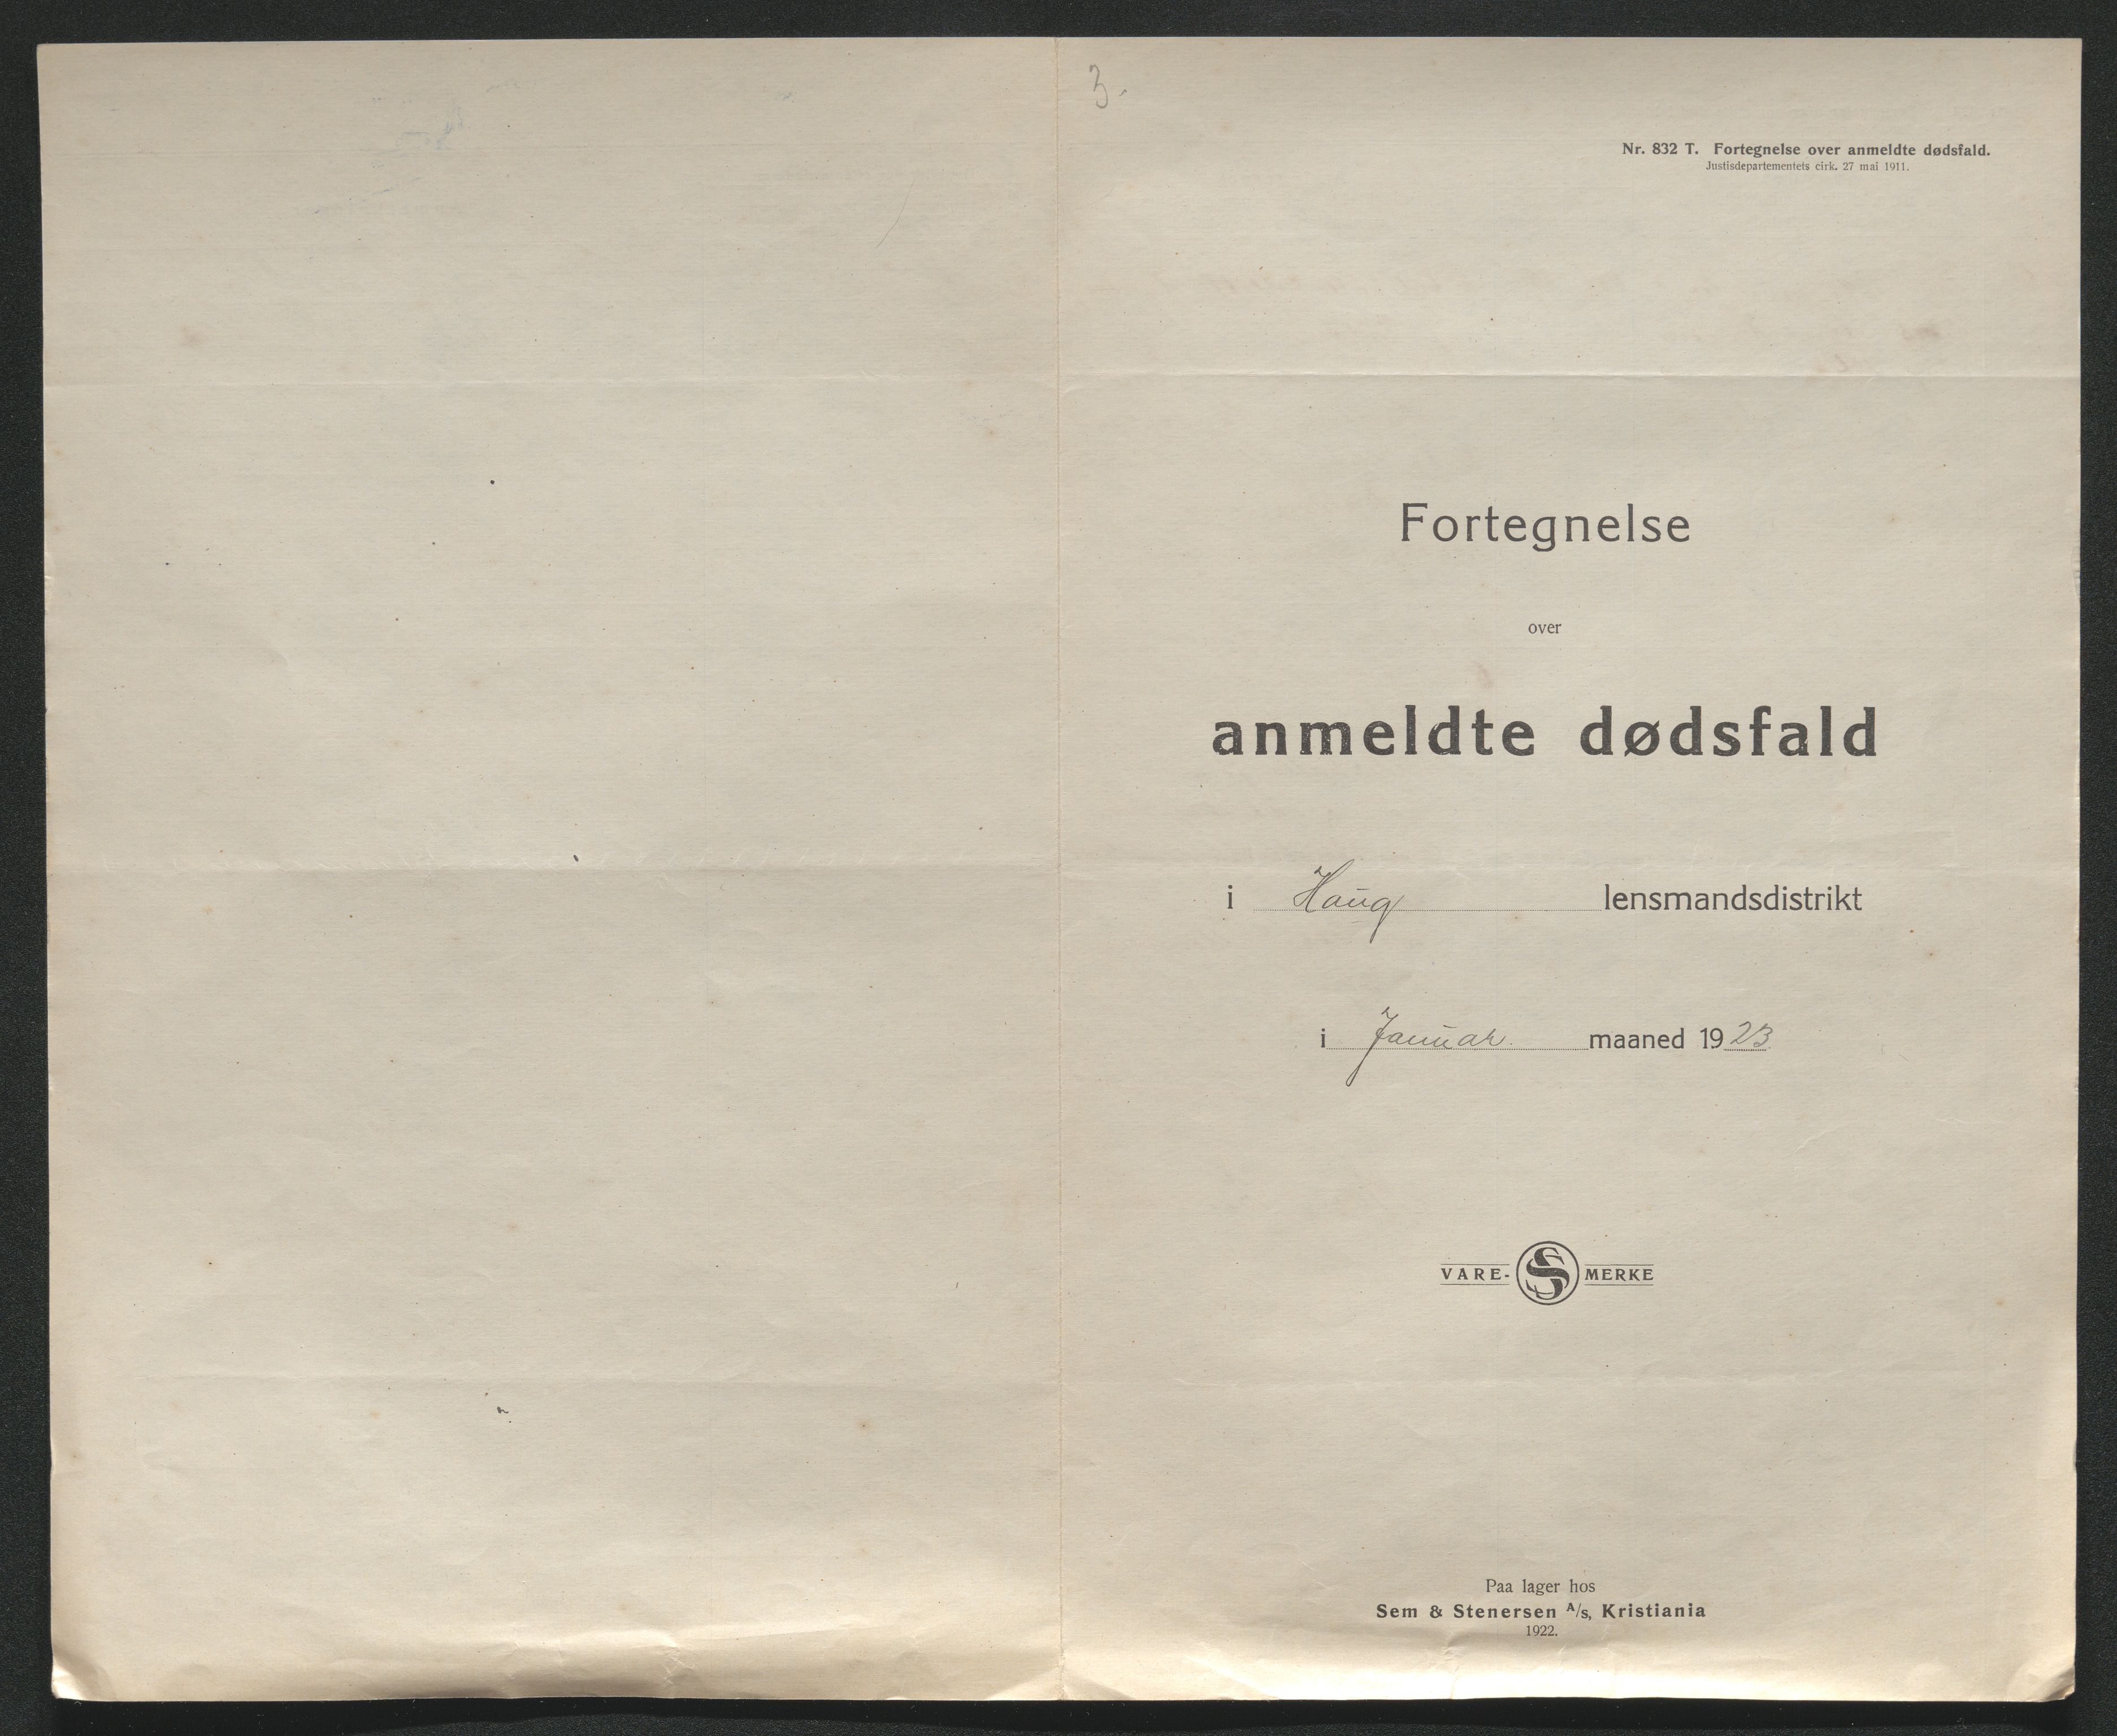 3.
Nr. 832 T. Fortegnelse over anmeldte dødsfald.
Justisdepartementets cirk. 27 mai 1911.
Fortegnelse
over
anmeldte dødsfald
i Haug lensmandsdistrikt
i Januar. maaned 1923
VARE- S MERKE
Paa lager hos
Sem & Stenersen A/s, Kristiania
1922.